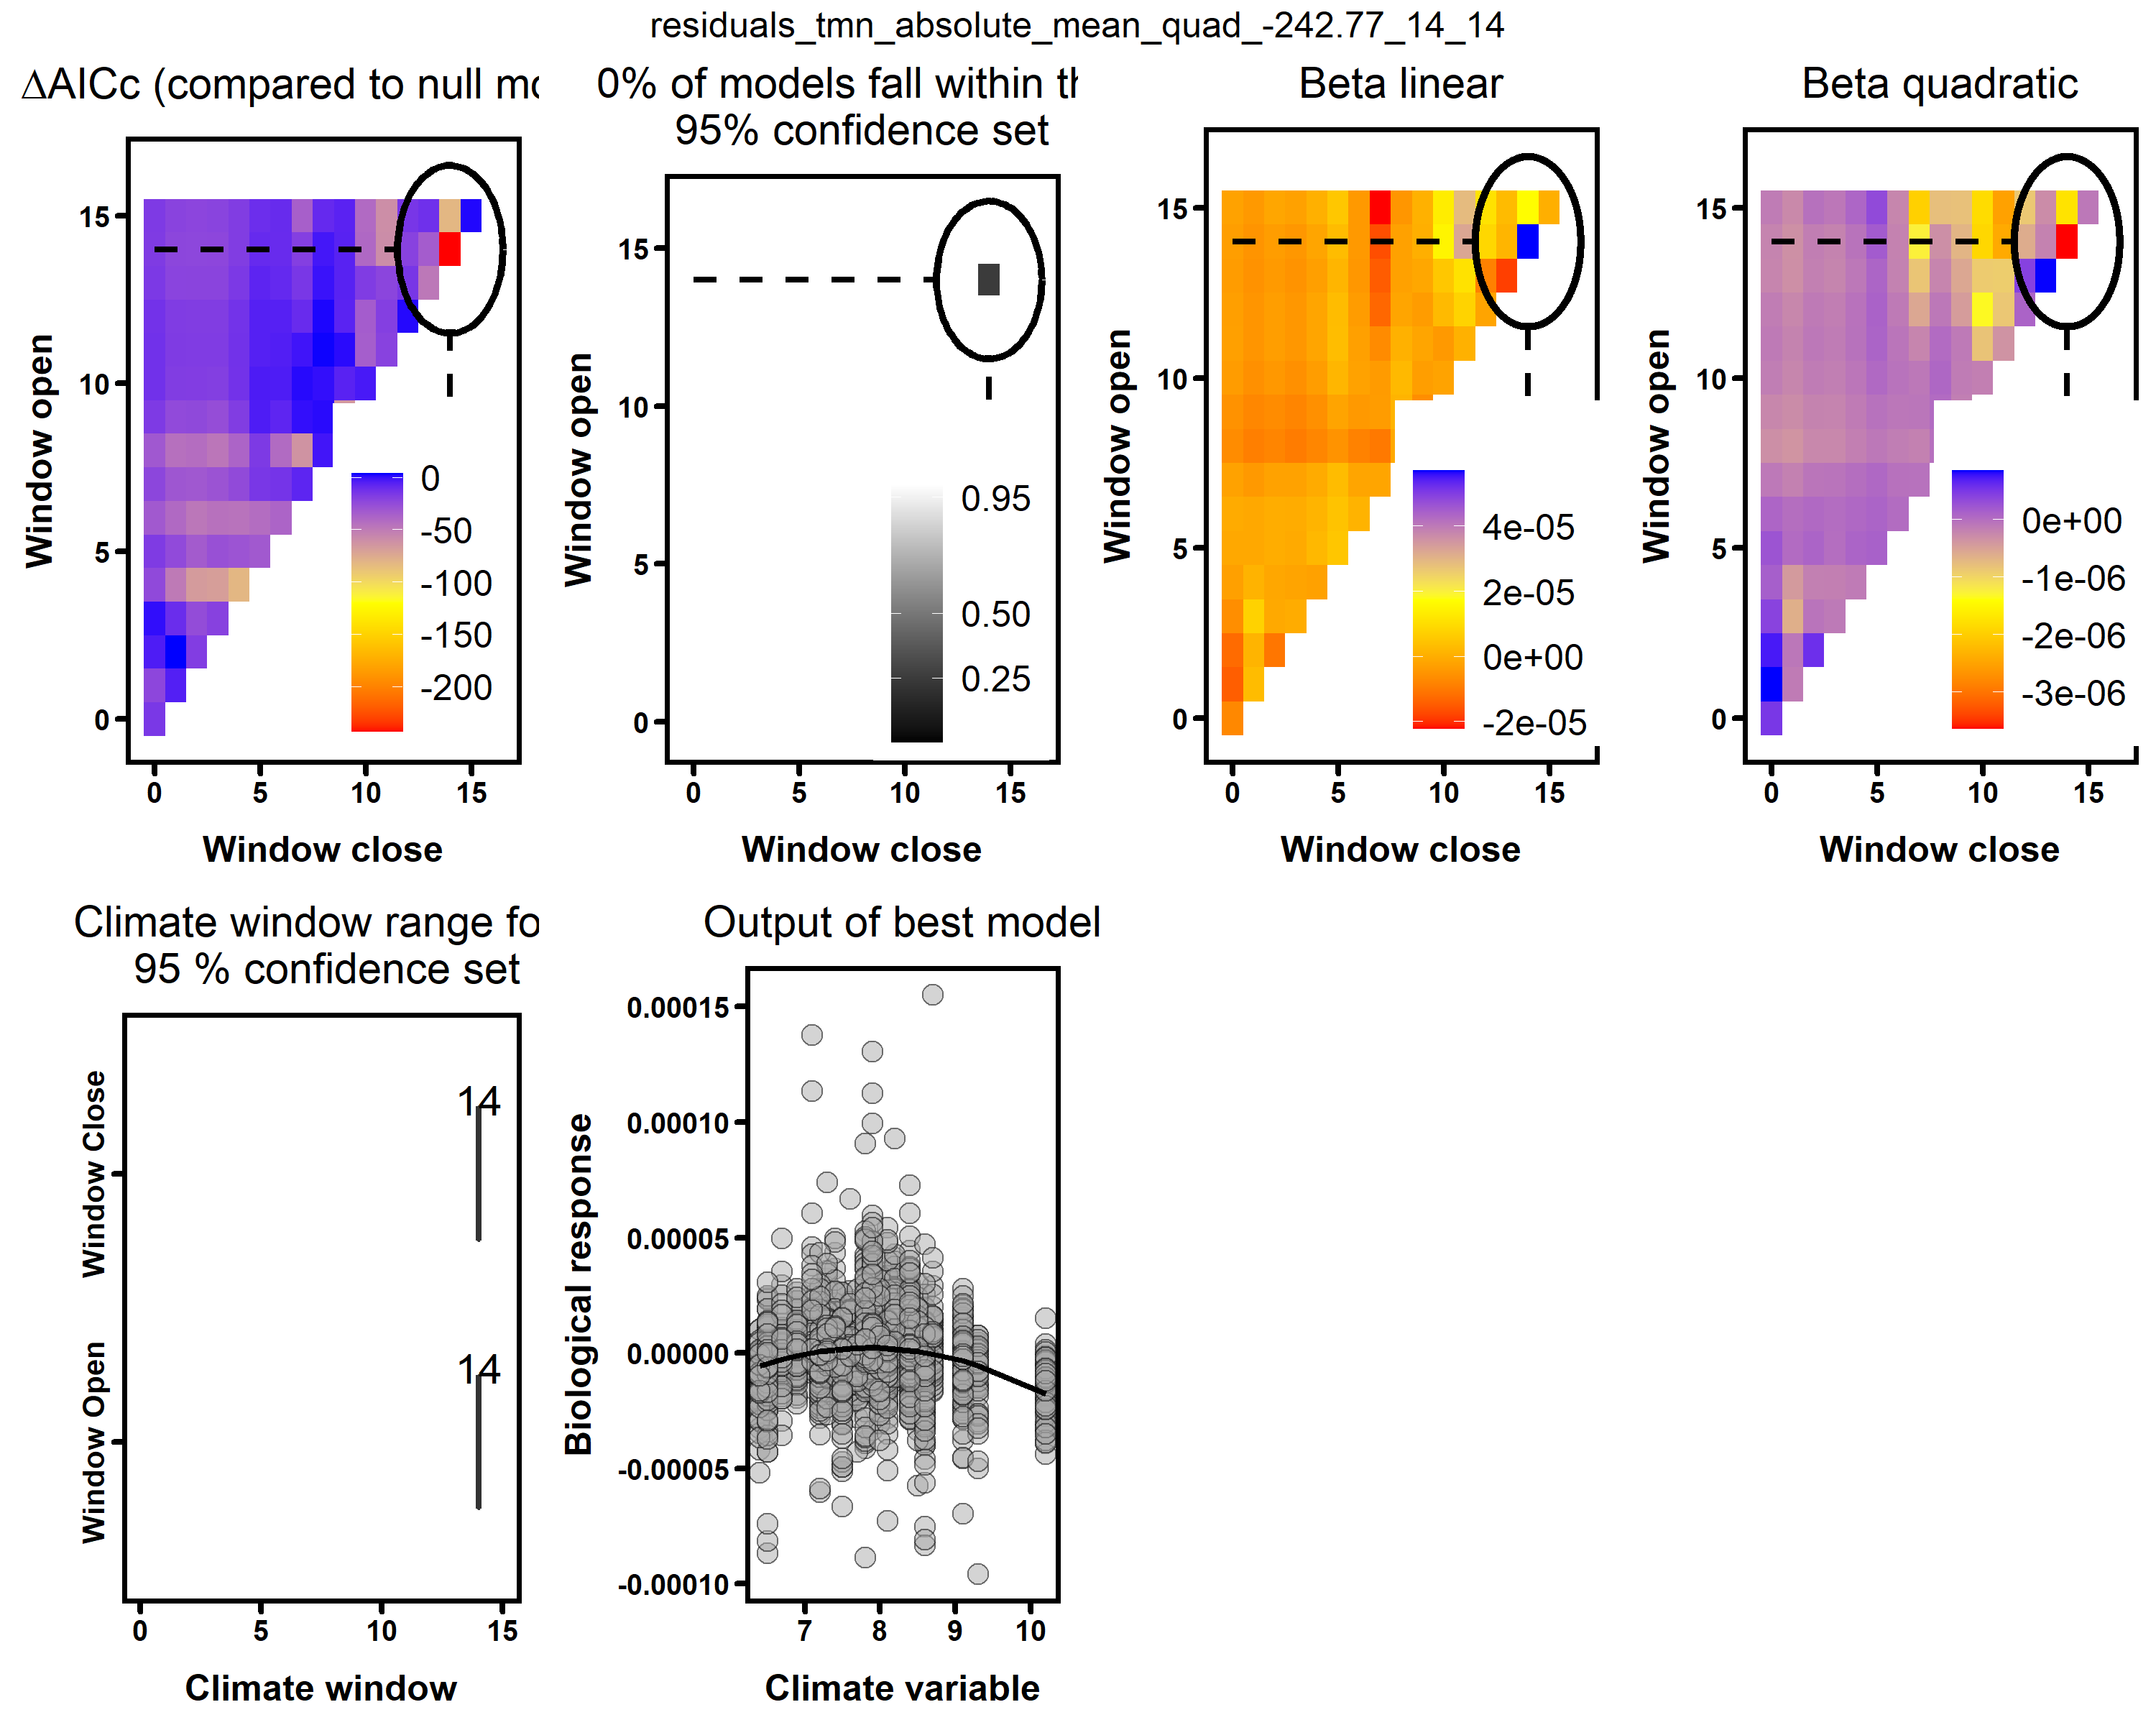 residuals_tmn_absolute_mean_quad_-242.77_14_14
ΔAICc (compared to null mo
Window open
15
10
5
0
0
-50
-100
-150
-200
0 5 10 15
Window close
0% of models fall within th
95% confidence set
Window open
15
10
5
0
0.95
0.50
0.25
0 5 10 15
Window close
Beta linear
Window open
15
10
5
0
4e-05
2e-05
0e+00
-2e-05
0 5 10 15
Window close
Beta quadratic
Window open
15
10
5
0
0e+00
-1e-06
-2e-06
-3e-06
0 5 10 15
Window close
Climate window range fo
95 % confidence set
Window Close
Window Open
14
14
0 5 10 15
Climate window
Output of best model
Biological response
0.00015
0.00010
0.00005
0.00000
-0.00005
-0.00010
7 8 9 10
Climate variable